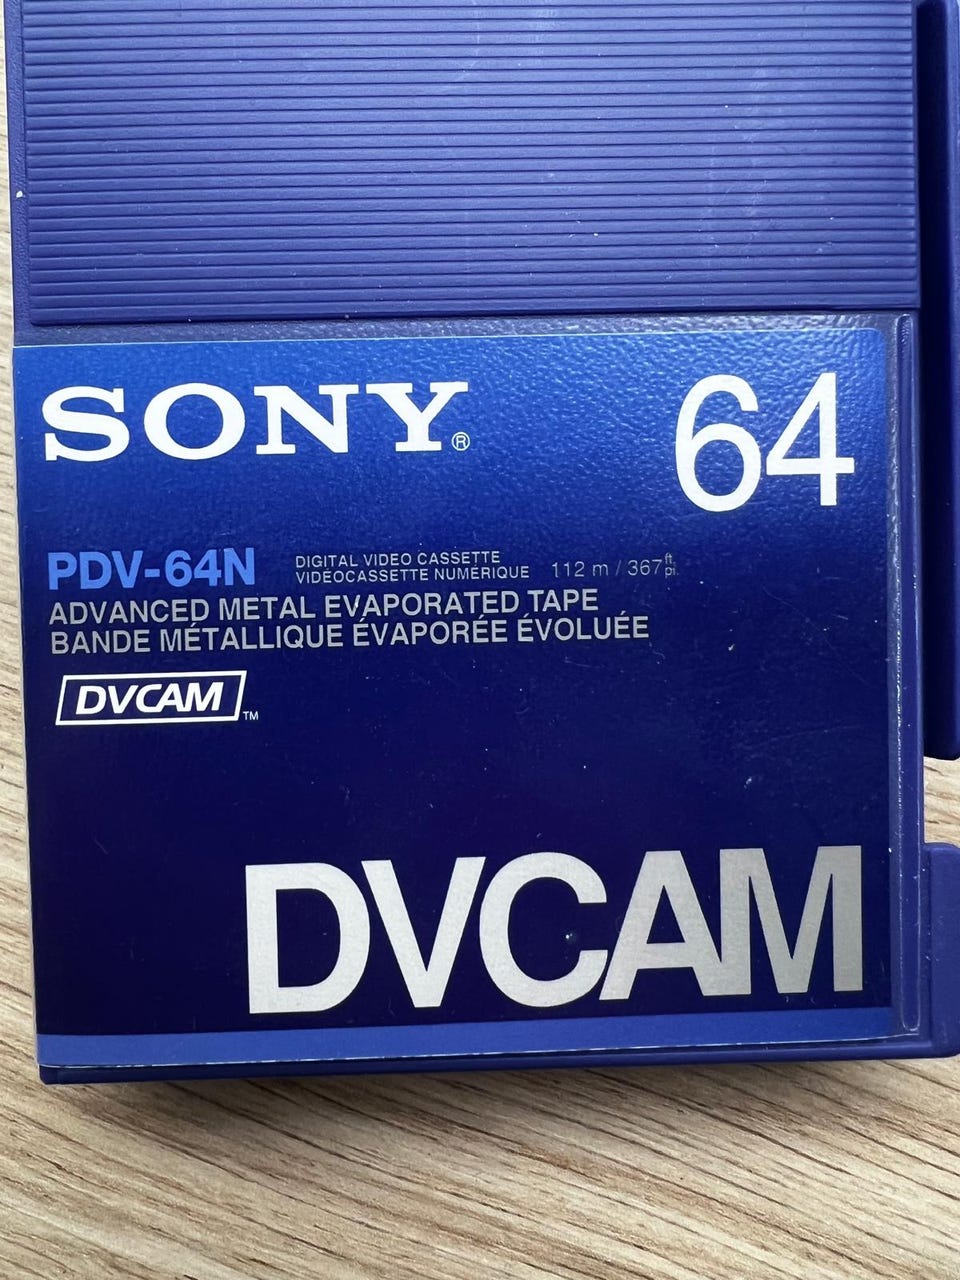 SONY® 64
PDV-64N DIGITAL VIDEO CASSETTE
VIDÉOCASSETTE NUMÉRIQUE 112 m / 367 ft. pi.
ADVANCED METAL EVAPORATED TAPE
BANDE MÉTALLIQUE ÉVAPORÉE ÉVOLUÉE
DVCAM TM
DVCAM